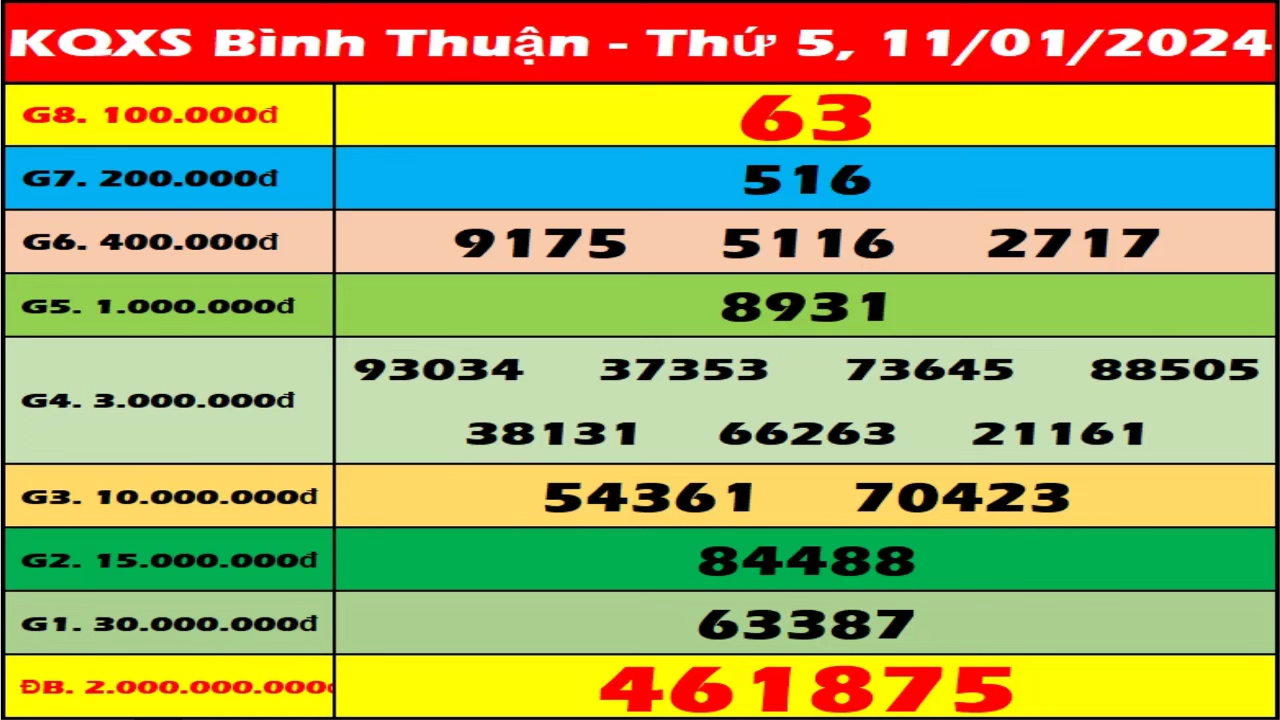 KQXS Bình Thuận - Thứ 5, 11/01/2024
G8. 100.000đ 63
G7. 200.000đ 516
G6. 400.000đ 9175 5116 2717
G5. 1.000.000đ 8931
G4. 3.000.000đ
93034 37353 73645 88505
38131 66263 21161
G3. 10.000.000đ 54361 70423
G2. 15.000.000đ 84488
G1. 30.000.000đ 63387
ĐB. 2.000.000.000đ 461875